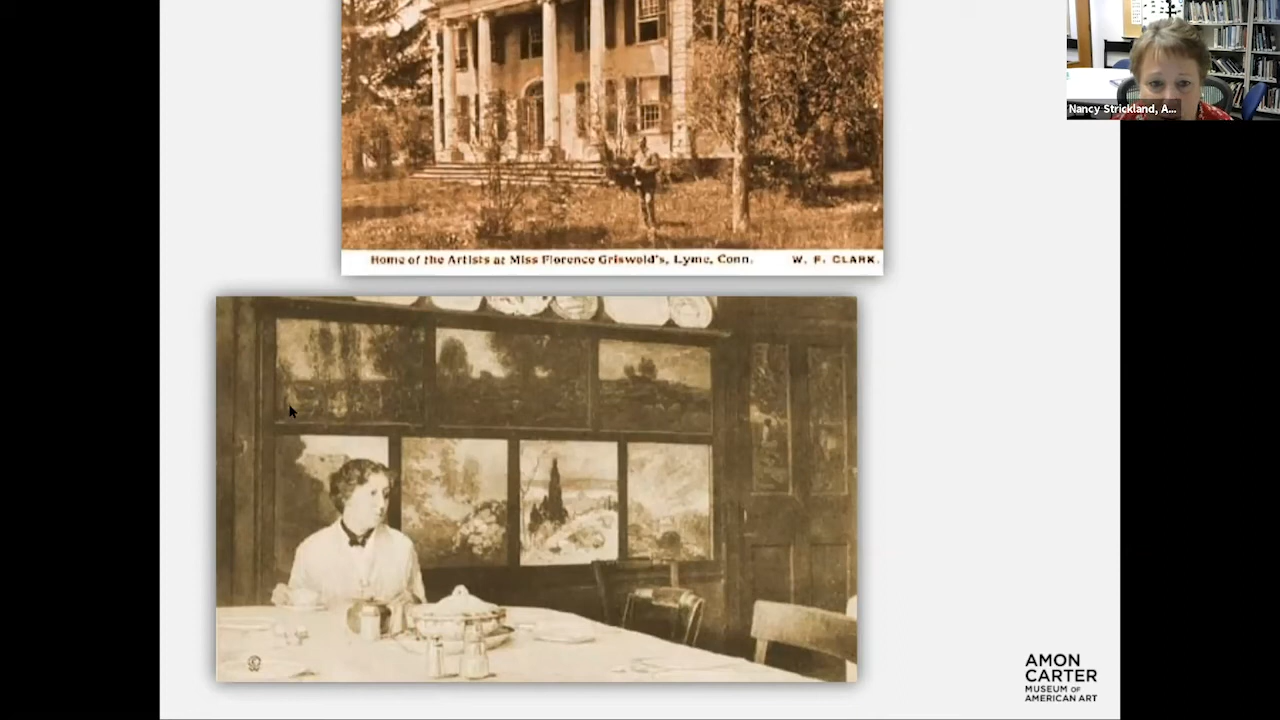 Nancy Strickland, A...
Home of the Artists at Miss Florence Griswold's, Lyme, Conn. W. F. CLARK.
AMON
CARTER
MUSEUM OF
AMERICAN ART